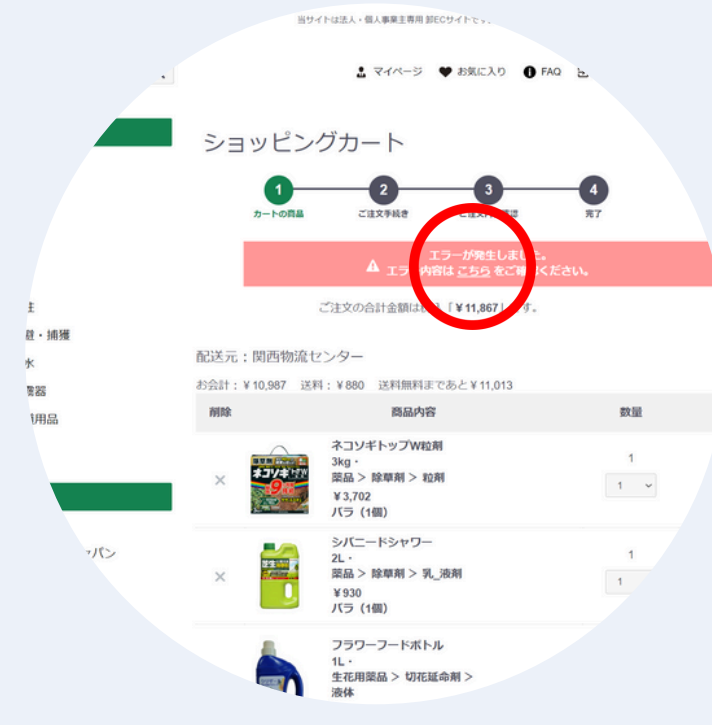 当サイトは法人・個人事業主専用 卸ECサイトです
マイページ お気に入り FAQ
ショッピングカート
1 2 3 4
カートの商品 ご注文手続き 完了
エラーが発生しました。
エラー内容は こちら をご確認ください。
ご注文の合計金額は税込「¥11,867」です。
配送元：関西物流センター
お会計：¥10,987 送料：¥880 送料無料まであと¥11,013
削除 商品内容 数量
・捕獲
水
用品
ネコソギトップW粒剤
3kg・
薬品 > 除草剤 > 粒剤
¥3,702
バラ（1個）
1
1
シバニードシャワー
2L・
薬品 > 除草剤 > 乳_液剤
¥930
バラ（1個）
1
1
パン
フラワーフードボトル
1L・
生花用薬品 > 切花延命剤 >
液体